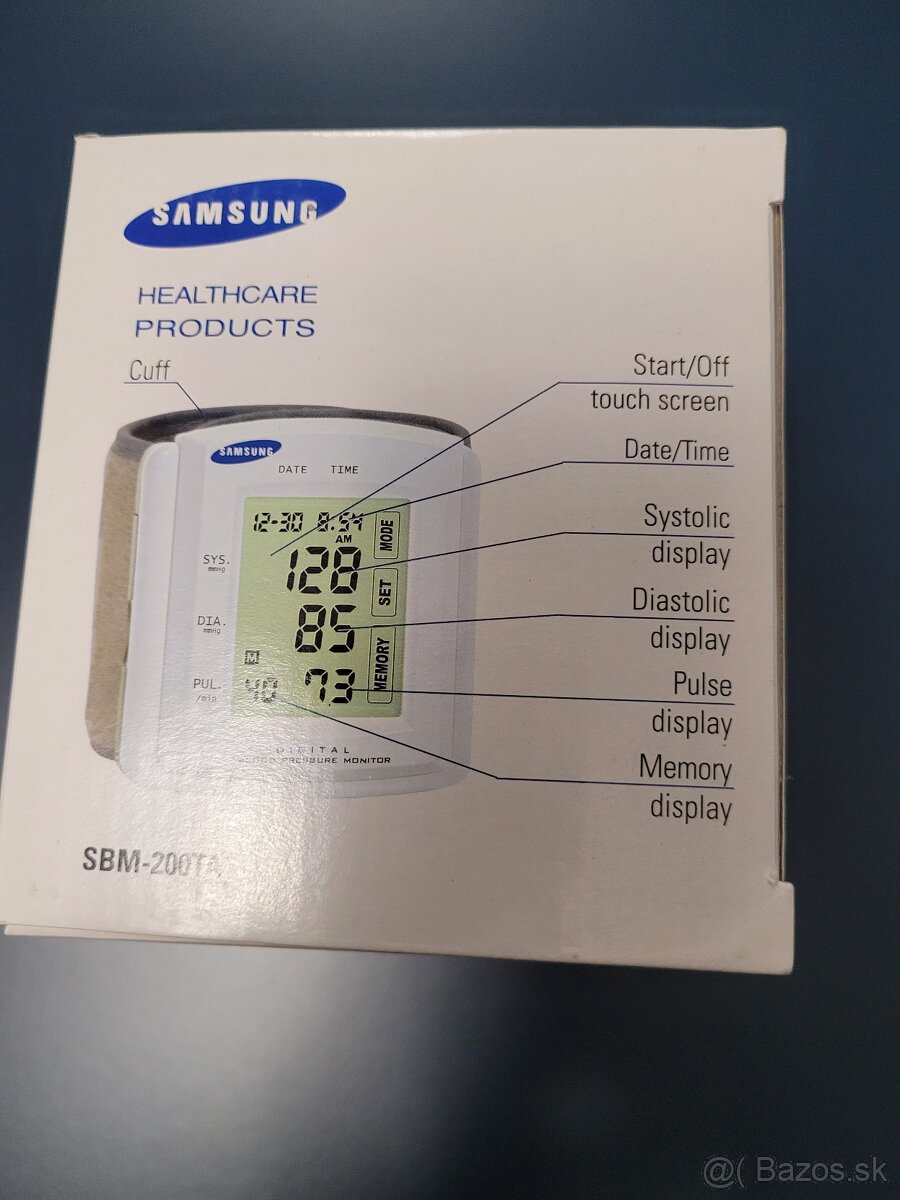 SAMSUNG
HEALTHCARE
PRODUCTS
Cuff
Start/Off
touch screen
Date/Time
Systolic
display
Diastolic
display
Pulse
display
Memory
display
SAMSUNG
DATE TIME
12-30 8:54
AM
MODE
SYS.
mmHg
128
SET
DIA.
mmHg
85
M
MEMORY
PUL.
/min
40 73
DIGITAL
BLOOD PRESSURE MONITOR
SBM-200TA
@( Bazos.sk